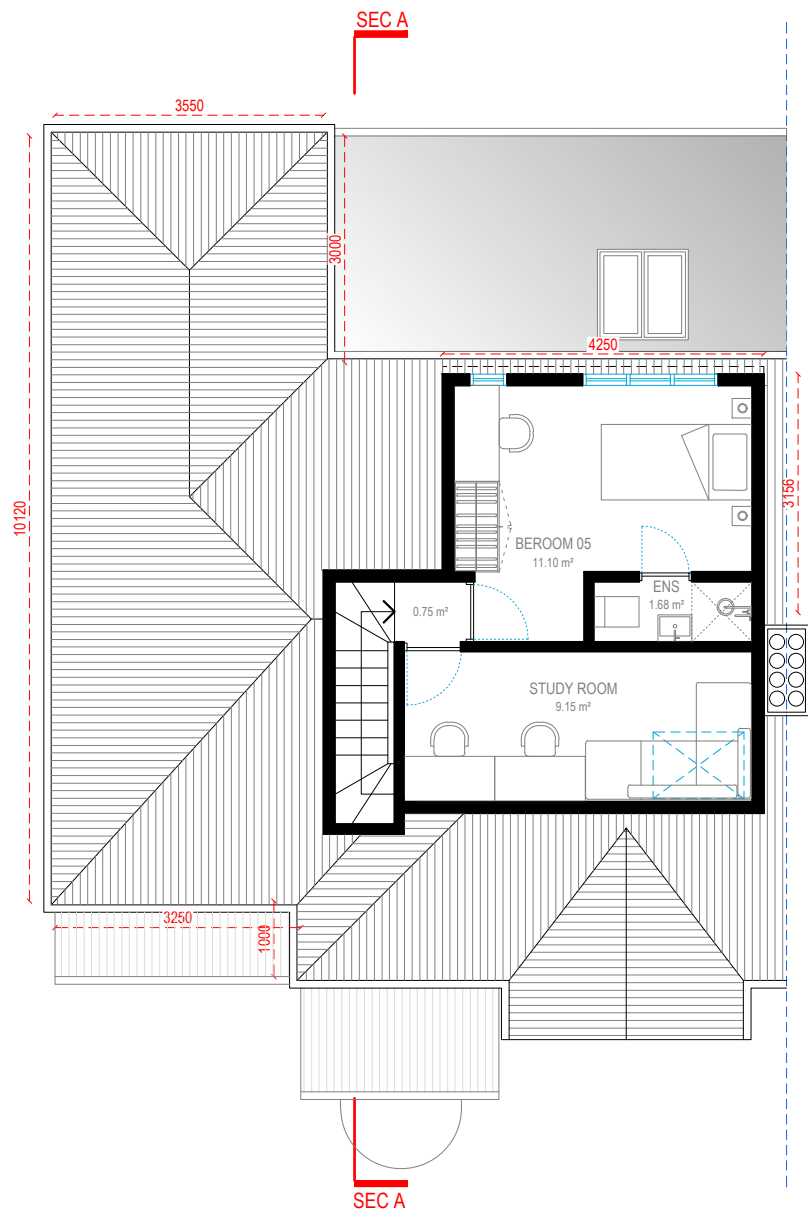 SEC A
3550
3000
4250
10120
3156
BEROOM 05
11.10 m²
ENS
1.68 m²
0.75 m²
STUDY ROOM
9.15 m²
3250
1000
SEC A